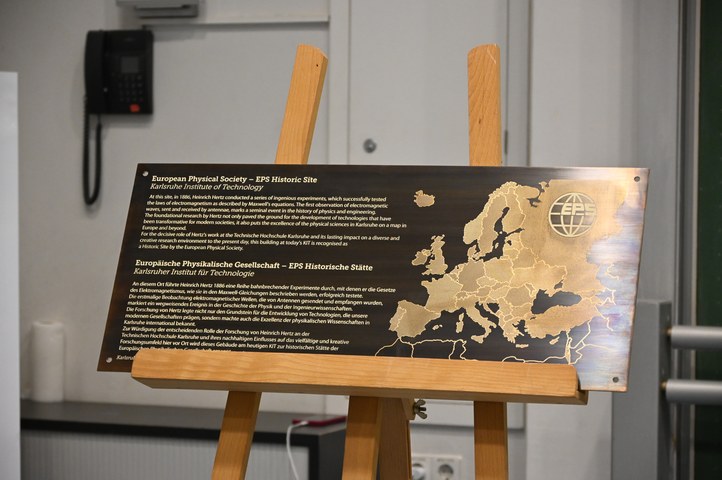 European Physical Society – EPS Historic Site
Karlsruhe Institute of Technology
At this site, in 1886, Heinrich Hertz conducted a series of ingenious experiments, which successfully tested
the laws of electromagnetism as described by Maxwell's equations. The first observation of electromagnetic
waves, sent and received by antennas, marks a seminal event in the history of physics and engineering.
The foundational research by Hertz not only paved the ground for the development of technologies that have
been transformative for modern societies, it also puts the excellence of the physical sciences in Karlsruhe on a map in
Europe and beyond.
For the decisive role of Hertz's work at the Technische Hochschule Karlsruhe and its lasting impact on a diverse and
creative research environment to the present day, this building at today's KIT is recognised as
a Historic Site by the European Physical Society.
Europäische Physikalische Gesellschaft – EPS Historische Stätte
Karlsruher Institut für Technologie
An diesem Ort führte Heinrich Hertz 1886 eine Reihe bahnbrechender Experimente durch, mit denen er die Gesetze
des Elektromagnetismus, wie sie in den Maxwell-Gleichungen beschrieben werden, erfolgreich testete.
Die erstmalige Beobachtung elektromagnetischer Wellen, die von Antennen gesendet und empfangen wurden,
markiert ein wegweisendes Ereignis in der Geschichte der Physik und der Ingenieurwissenschaften.
Die Forschung von Hertz legte nicht nur den Grundstein für die Entwicklung von Technologien, die unsere
modernen Gesellschaften prägen, sondern machte auch die Exzellenz der physikalischen Wissenschaften in
Karlsruhe international bekannt.
Zur Würdigung der entscheidenden Rolle der Forschung von Heinrich Hertz an der
Technischen Hochschule Karlsruhe und ihres nachhaltigen Einflusses auf das vielfältige und kreative
Forschungsumfeld hier vor Ort wird dieses Gebäude am heutigen KIT zur historischen Stätte der
Karlsruhe
EPS